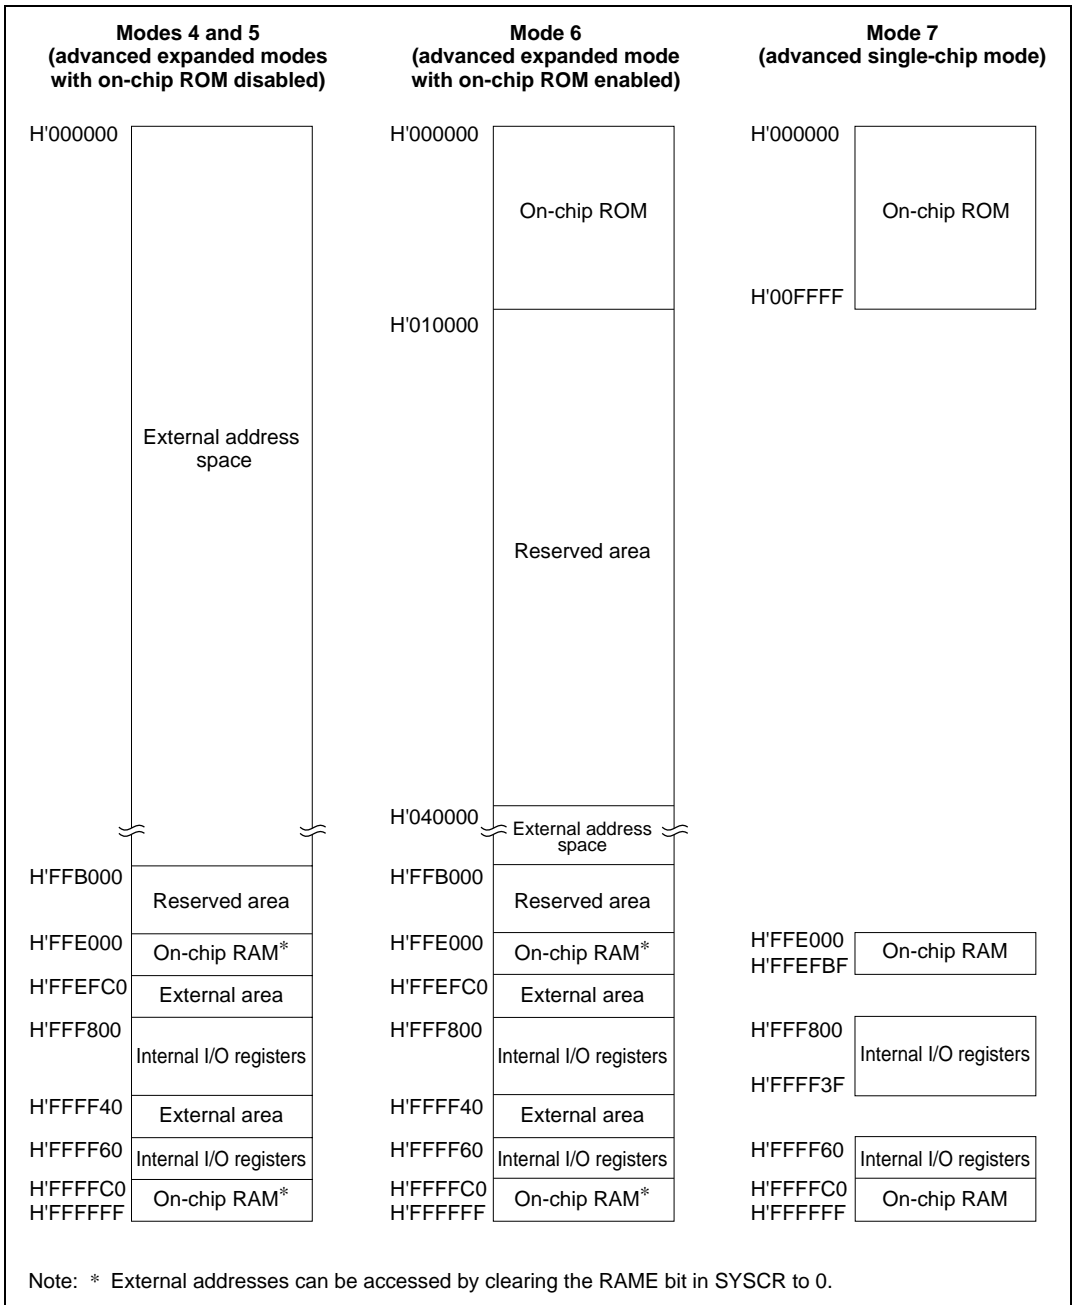 Modes 4 and 5
(advanced expanded modes
with on-chip ROM disabled)
H'000000
External address
space
H'FFB000
Reserved area
H'FFE000
On-chip RAM*
H'FFEFC0
External area
H'FFF800
Internal I/O registers
H'FFFF40
External area
H'FFFF60
Internal I/O registers
H'FFFFC0
On-chip RAM*
H'FFFFFF
Mode 6
(advanced expanded mode
with on-chip ROM enabled)
H'000000
On-chip ROM
H'010000
Reserved area
H'040000
External address
space
H'FFB000
Reserved area
H'FFE000
On-chip RAM*
H'FFEFC0
External area
H'FFF800
Internal I/O registers
H'FFFF40
External area
H'FFFF60
Internal I/O registers
H'FFFFC0
On-chip RAM*
H'FFFFFF
Mode 7
(advanced single-chip mode)
H'000000
On-chip ROM
H'00FFFF
H'FFE000
On-chip RAM
H'FFEFBF
H'FFF800
Internal I/O registers
H'FFFF3F
H'FFFF60
Internal I/O registers
H'FFFFC0
On-chip RAM
H'FFFFFF
Note: * External addresses can be accessed by clearing the RAME bit in SYSCR to 0.